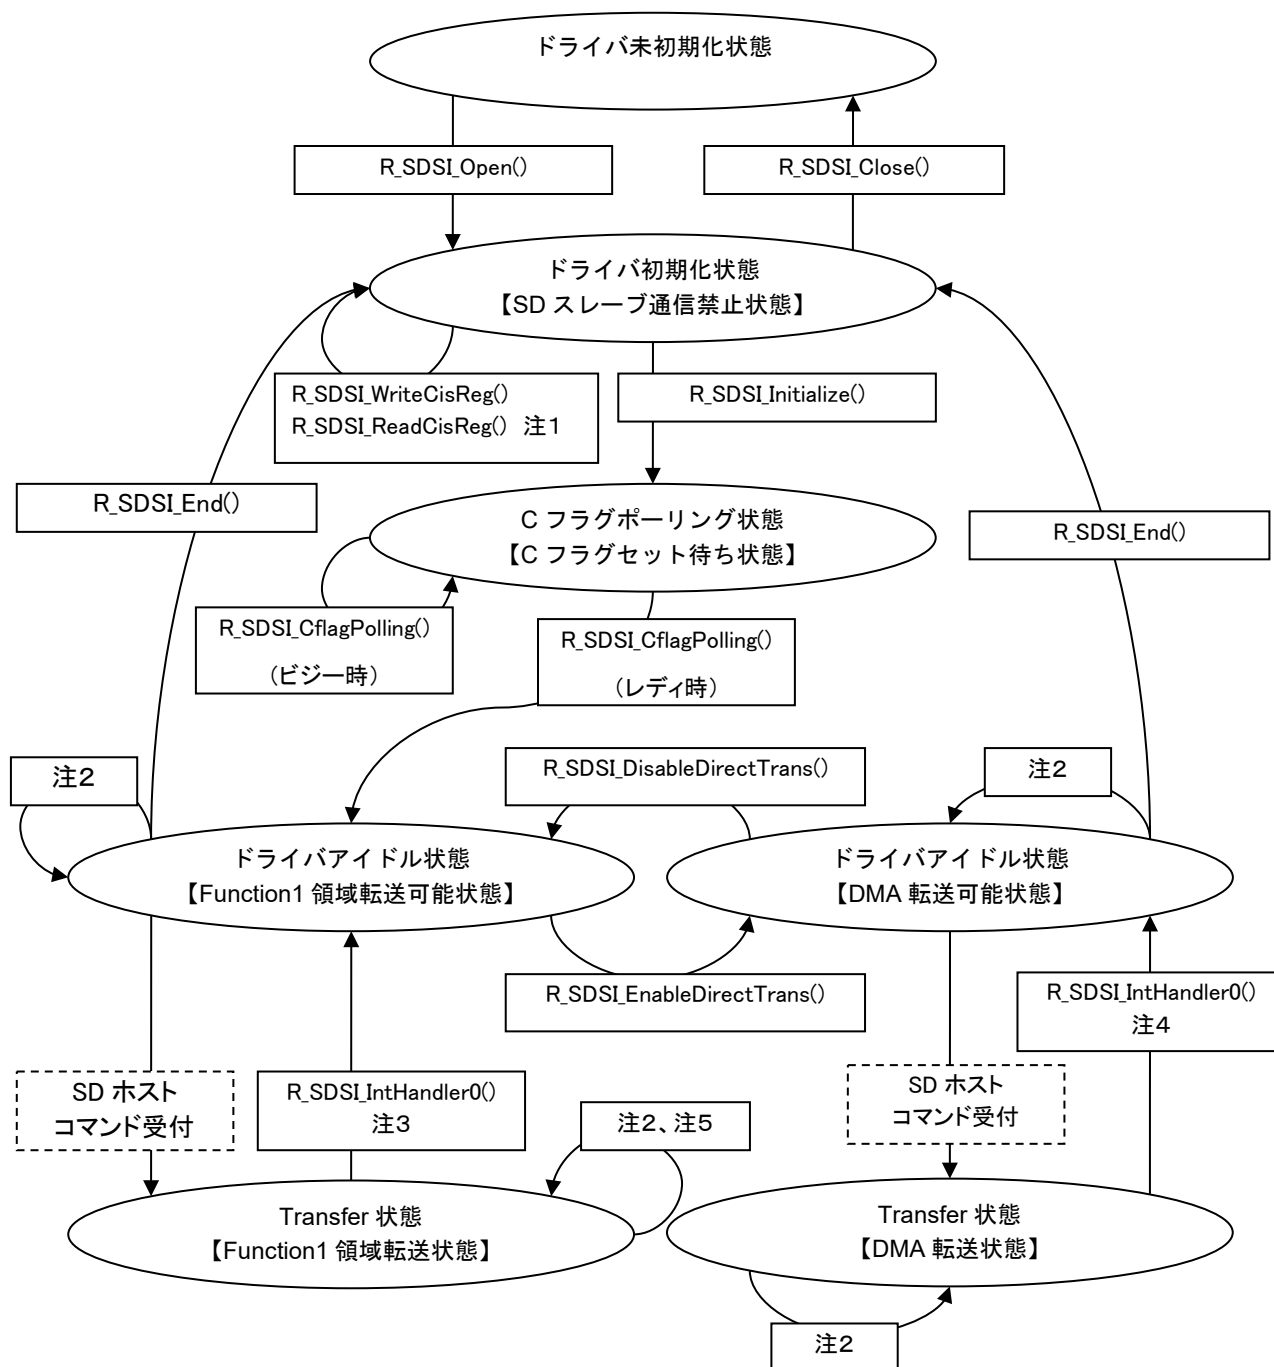 ドライバ未初期化状態
R_SDSI_Open()
R_SDSI_Close()
ドライバ初期化状態
【SD スレーブ通信禁止状態】
R_SDSI_WriteCisReg()
R_SDSI_ReadCisReg() 注1
R_SDSI_Initialize()
R_SDSI_End()
C フラグポーリング状態
【C フラグセット待ち状態】
R_SDSI_End()
R_SDSI_CflagPolling()
(ビジー時)
R_SDSI_CflagPolling()
(レディ時)
注2
R_SDSI_DisableDirectTrans()
注2
ドライバアイドル状態
【Function1 領域転送可能状態】
ドライバアイドル状態
【DMA 転送可能状態】
R_SDSI_EnableDirectTrans()
R_SDSI_IntHandler0()
注4
SD ホスト
コマンド受付
R_SDSI_IntHandler0()
注3
注2、注5
SD ホスト
コマンド受付
Transfer 状態
【Function1 領域転送状態】
Transfer 状態
【DMA 転送状態】
注2